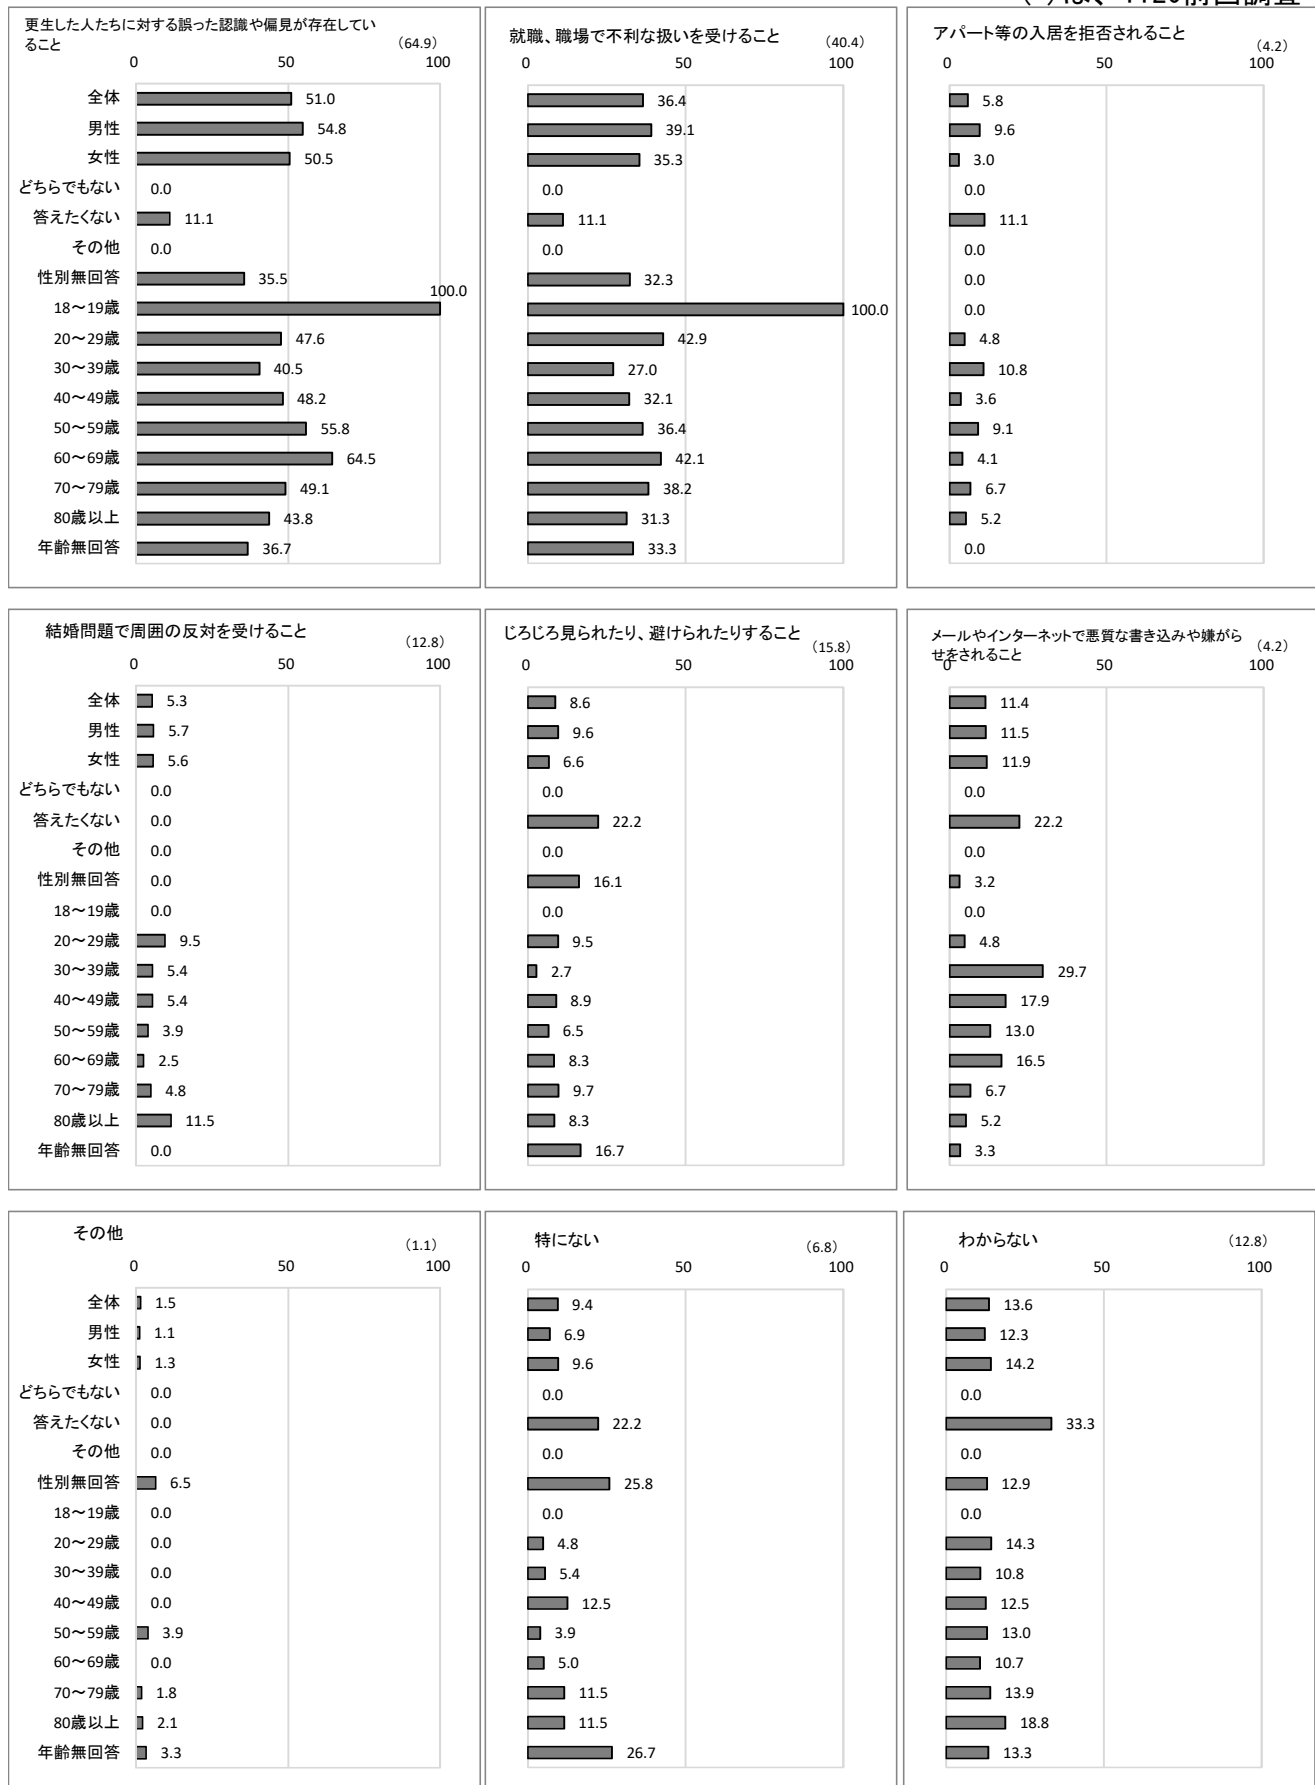 前回調査
更生した人たちに対する誤った認識や偏見が存在してい
ること
(64.9)
0 50 100
全体 51.0
男性 54.8
女性 50.5
どちらでもない 0.0
答えたくない 11.1
その他 0.0
性別無回答 35.5
18～19歳 100.0
20～29歳 47.6
30～39歳 40.5
40～49歳 48.2
50～59歳 55.8
60～69歳 64.5
70～79歳 49.1
80歳以上 43.8
年齢無回答 36.7
就職、職場で不利な扱いを受けること
(40.4)
0 50 100
36.4
39.1
35.3
0.0
11.1
0.0
32.3
100.0
42.9
27.0
32.1
36.4
42.1
38.2
31.3
33.3
アパート等の入居を拒否されること
(4.2)
0 50 100
5.8
9.6
3.0
0.0
11.1
0.0
0.0
0.0
4.8
10.8
3.6
9.1
4.1
6.7
5.2
0.0
結婚問題で周囲の反対を受けること
(12.8)
0 50 100
全体 5.3
男性 5.7
女性 5.6
どちらでもない 0.0
答えたくない 0.0
その他 0.0
性別無回答 0.0
18～19歳 0.0
20～29歳 9.5
30～39歳 5.4
40～49歳 5.4
50～59歳 3.9
60～69歳 2.5
70～79歳 4.8
80歳以上 11.5
年齢無回答 0.0
じろじろ見られたり、避けられたりすること
(15.8)
0 50 100
8.6
9.6
6.6
0.0
22.2
0.0
16.1
0.0
9.5
2.7
8.9
6.5
8.3
9.7
8.3
16.7
メールやインターネットで悪質な書き込みや嫌がら
せをされること
(4.2)
0 50 100
11.4
11.5
11.9
0.0
22.2
0.0
3.2
0.0
4.8
29.7
17.9
13.0
16.5
6.7
5.2
3.3
その他
(1.1)
0 50 100
全体 1.5
男性 1.1
女性 1.3
どちらでもない 0.0
答えたくない 0.0
その他 0.0
性別無回答 6.5
18～19歳 0.0
20～29歳 0.0
30～39歳 0.0
40～49歳 0.0
50～59歳 3.9
60～69歳 0.0
70～79歳 1.8
80歳以上 2.1
年齢無回答 3.3
特にない
(6.8)
0 50 100
9.4
6.9
9.6
0.0
22.2
0.0
25.8
0.0
4.8
5.4
12.5
3.9
5.0
11.5
11.5
26.7
わからない
(12.8)
0 50 100
13.6
12.3
14.2
0.0
33.3
0.0
12.9
0.0
14.3
10.8
12.5
13.0
10.7
13.9
18.8
13.3